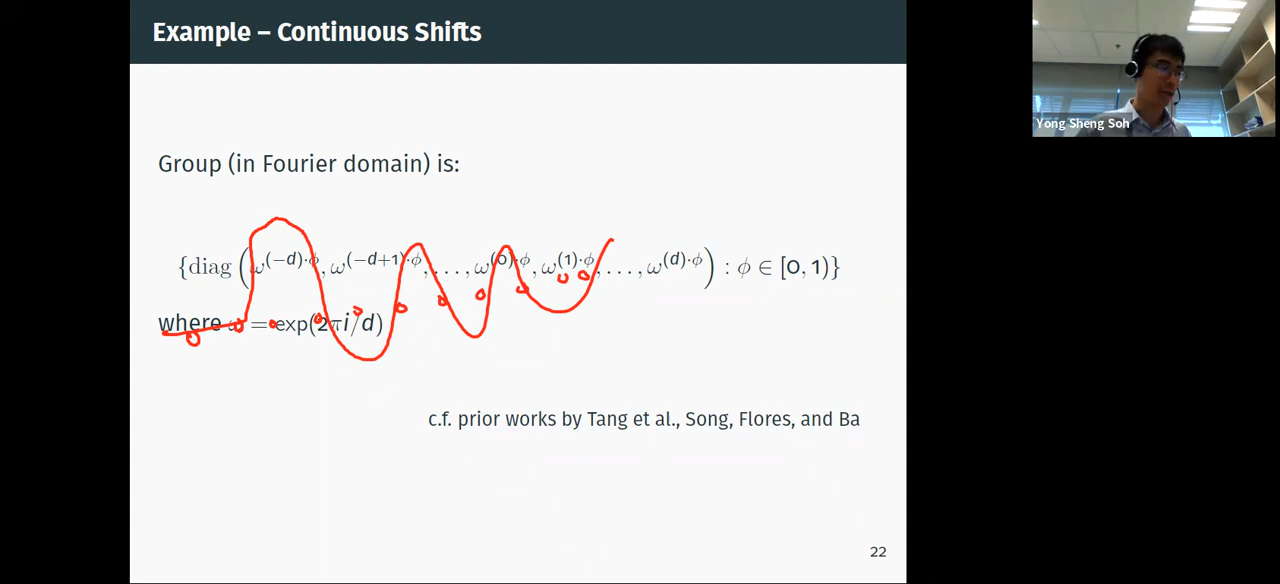 Example – Continuous Shifts
Yong Sheng Soh
Group (in Fourier domain) is:
{diag (ω^(−d)·ϕ, ω^(−d+1)·ϕ, . . . , ω^(0)·ϕ, ω^(1)·ϕ, . . . , ω^(d)·ϕ) : ϕ ∈ [0, 1)}
where ω = exp(2πi/d)
c.f. prior works by Tang et al., Song, Flores, and Ba
22